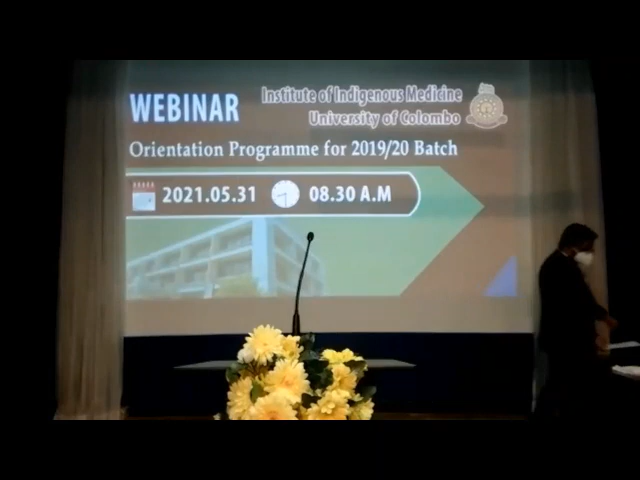 WEBINAR
Institute of Indigenous Medicine
University of Colombo
Orientation Programme for 2019/20 Batch
2021.05.31 08.30 A.M